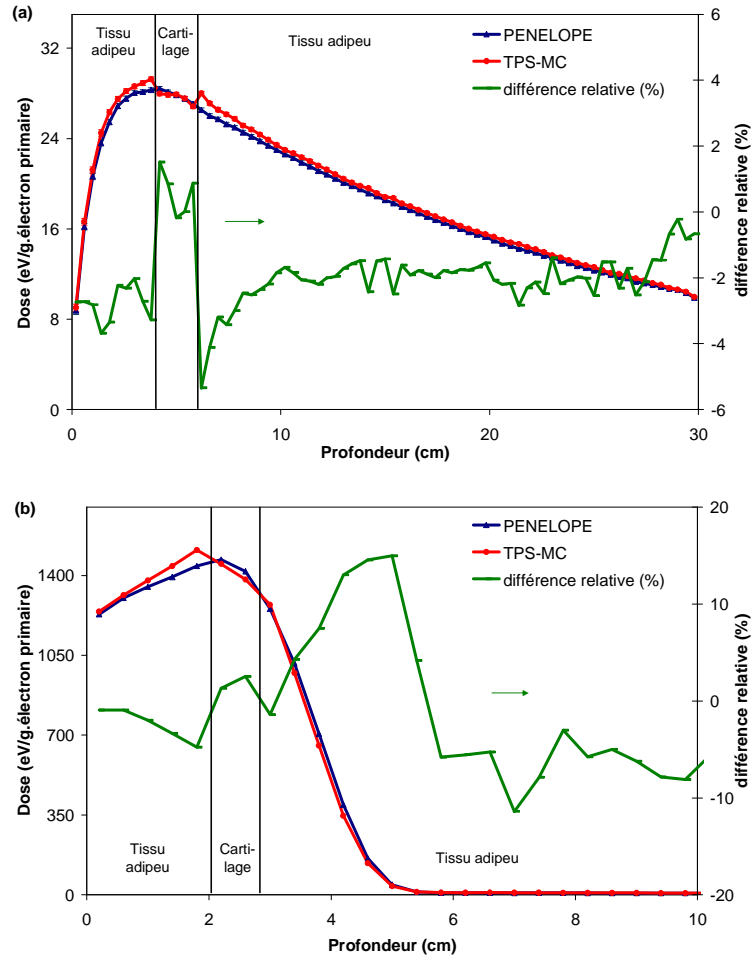 (a)
Tissu
adipeu
Carti-
lage
Tissu adipeu
PENELOPE
TPS-MC
différence relative (%)
Dose (eV/g.électron primaire)
0
8
16
24
32
différence relative (%)
6
4
2
0
-2
-4
-6
0
10
20
30
Profondeur (cm)
(b)
PENELOPE
TPS-MC
différence relative (%)
Dose (eV/g.électron primaire)
1400
1050
700
350
0
différence relative (%)
20
10
0
-10
-20
Tissu
adipeu
Carti-
lage
Tissu adipeu
0
2
4
6
8
10
Profondeur (cm)